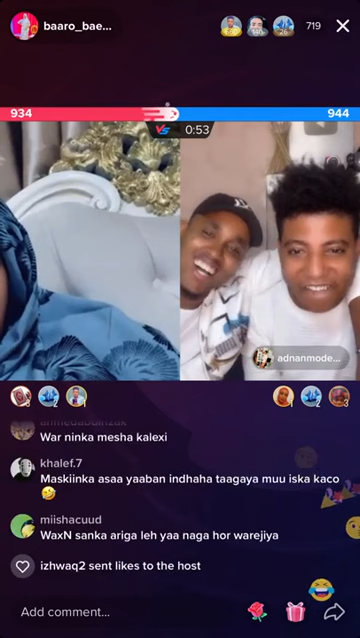 baaro_bae...
719
934
944
VS
0:53
adnanmode...
War ninka mesha kalexi
khalef.7
Maskiinka asaa yaaban indhaha taagaya muu iska kaco
🤣
miishacuud
WaxN sanka ariga leh yaa naga hor warejiya
izhwaq2 sent likes to the host
Add comment...